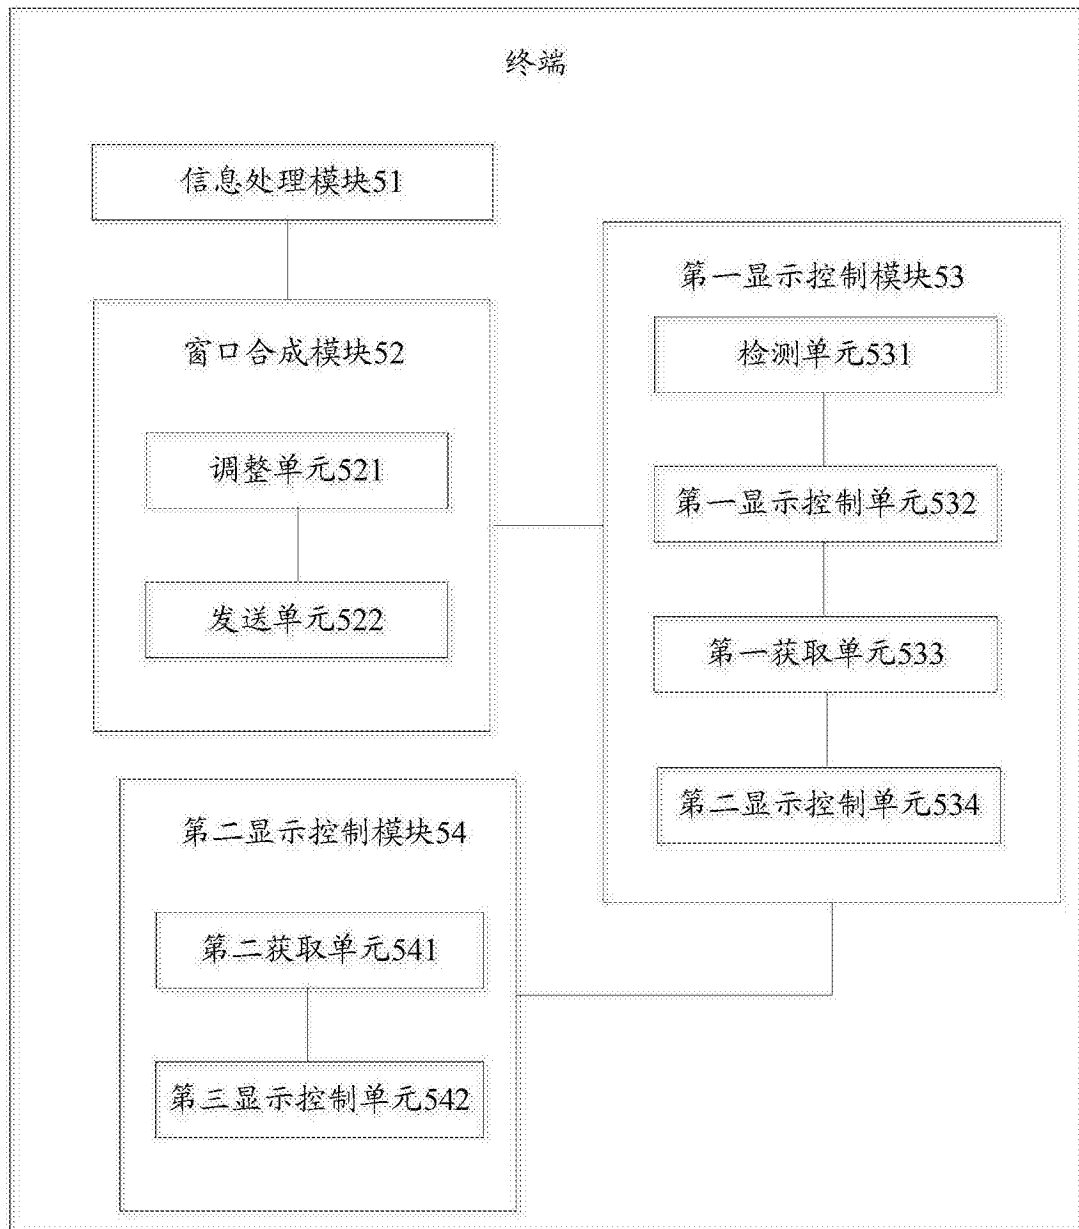 终端
信息处理模块51
窗口合成模块52
调整单元521
发送单元522
第一显示控制模块53
检测单元531
第一显示控制单元532
第一获取单元533
第二显示控制单元534
第二显示控制模块54
第二获取单元541
第三显示控制单元542